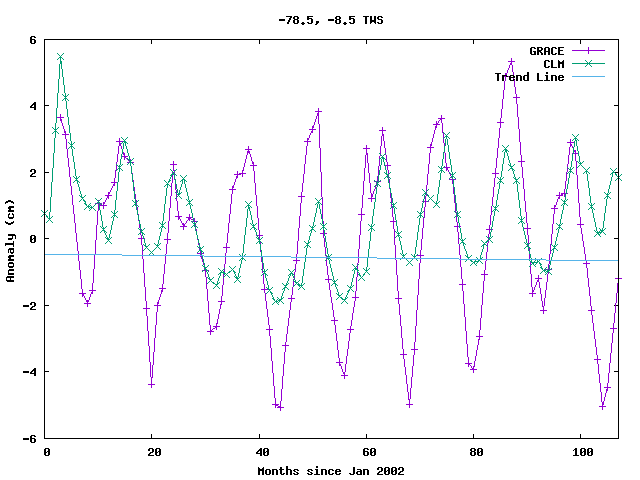 -78.5, -8.5 TWS
GRACE
CLM
Trend Line
6
4
2
0
-2
-4
-6
Anomaly (cm)
0 20 40 60 80 100
Months since Jan 2002